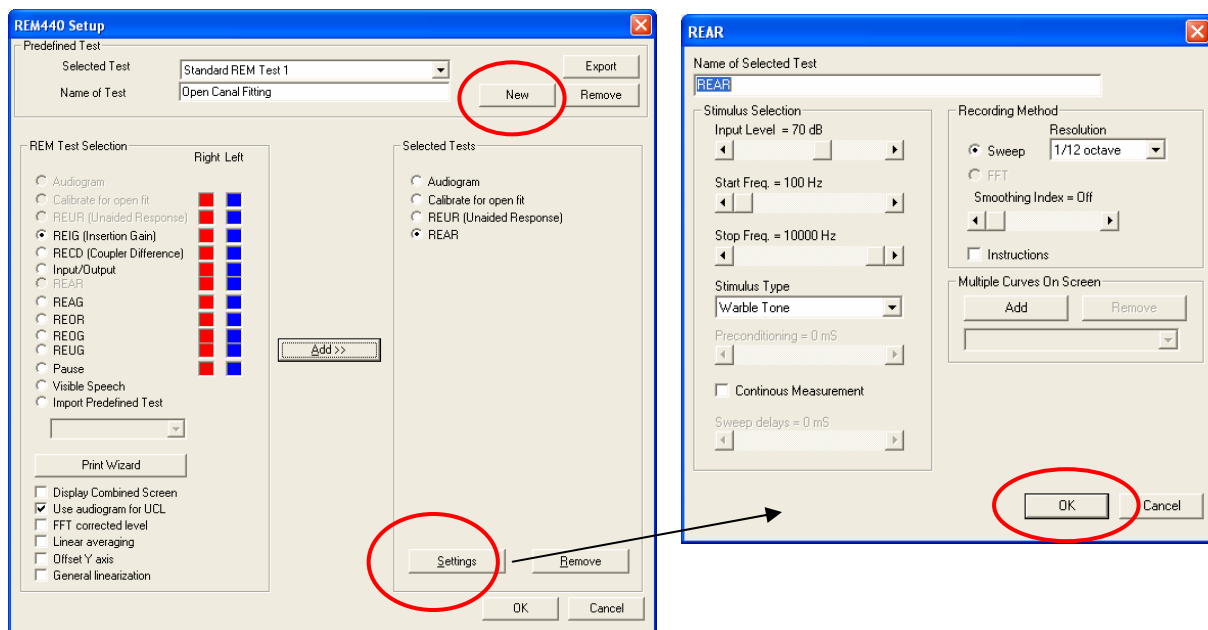 REM440 Setup
Predefined Test
Selected Test
Standard REM Test 1
Export
Name of Test
Open Canal Fitting
New
Remove
REM Test Selection
Right Left
Audiogram
Calibrate for open fit
REUR (Unaided Response)
REIG (Insertion Gain)
RECD (Coupler Difference)
Input/Output
REAR
REAG
REOR
REOG
REUG
Pause
Visible Speech
Import Predefined Test
Print Wizard
Display Combined Screen
Use audiogram for UCL
FFT corrected level
Linear averaging
Offset Y axis
General linearization
Add >>
Selected Tests
Audiogram
Calibrate for open fit
REUR (Unaided Response)
REAR
Settings
Remove
OK
Cancel
REAR
Name of Selected Test
REAR
Stimulus Selection
Input Level = 70 dB
Start Freq. = 100 Hz
Stop Freq. = 10000 Hz
Stimulus Type
Warble Tone
Preconditioning = 0 mS
Continous Measurement
Sweep delays = 0 mS
Recording Method
Resolution
Sweep
1/12 octave
FFT
Smoothing Index = Off
Instructions
Multiple Curves On Screen
Add
Remove
OK
Cancel